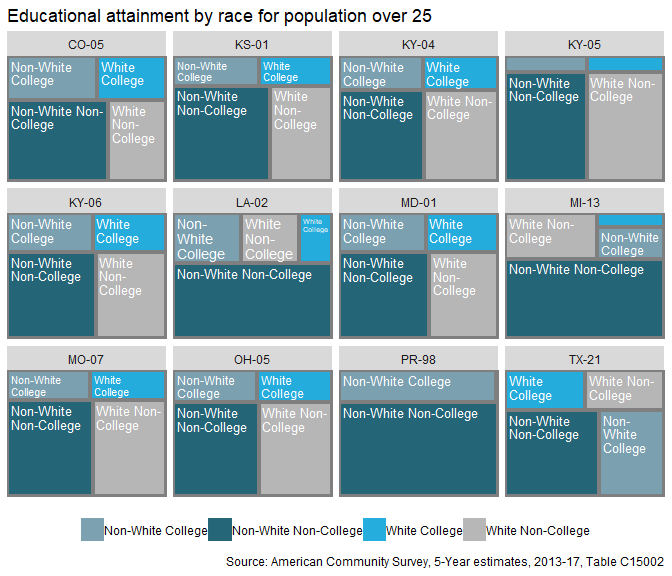 Educational attainment by race for population over 25
CO-05
KS-01
KY-04
KY-05
Non-White
College
White
College
Non-White Non-
College
White
Non-
College
Non-White
College
White
College
Non-White
Non-College
White
Non-
College
Non-White
College
White
College
Non-White
Non-College
White Non-
College
Non-White
Non-College
White Non-
College
KY-06
LA-02
MD-01
MI-13
Non-White
College
White
College
Non-White
Non-College
White
Non-
College
Non-
White
College
White
Non-
College
White
College
Non-White Non-College
Non-White
College
White
College
Non-White
Non-College
White
Non-
College
White Non-
College
Non-White
College
Non-White Non-College
MO-07
OH-05
PR-98
TX-21
Non-White
College
White
College
Non-White
Non-College
White Non-
College
Non-White
College
White
College
Non-White
Non-College
White Non-
College
Non-White College
Non-White Non-College
White
College
White Non-
College
Non-White
Non-College
Non-
White
College
Non-White College Non-White Non-College White College White Non-College
Source: American Community Survey, 5-Year estimates, 2013-17, Table C15002